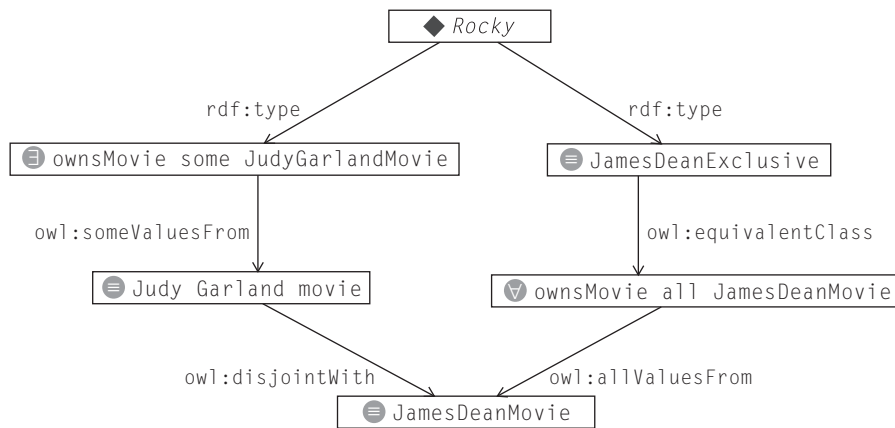 Rocky
rdf:type rdf:type
∃ ownsMovie some JudyGarlandMovie ≡ JamesDeanExclusive
owl:someValuesFrom owl:equivalentClass
≡ Judy Garland movie ∀ ownsMovie all JamesDeanMovie
owl:disjointWith owl:allValuesFrom
≡ JamesDeanMovie